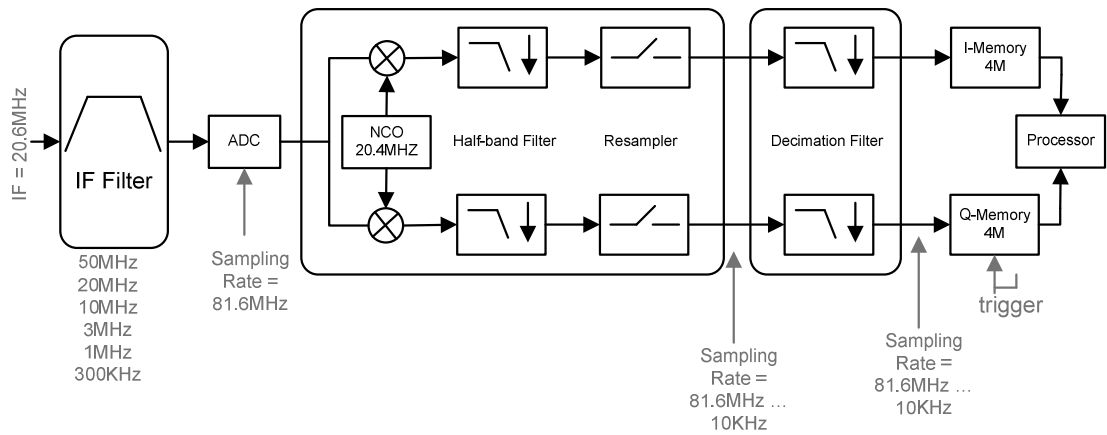 IF = 20.6MHz
IF Filter
50MHz
20MHz
10MHz
3MHz
1MHz
300KHz
ADC
Sampling
Rate =
81.6MHz
NCO
20.4MHZ
Half-band Filter
Resampler
Sampling
Rate =
81.6MHz ...
10KHz
Decimation Filter
Sampling
Rate =
81.6MHz ...
10KHz
I-Memory
4M
Processor
Q-Memory
4M
trigger